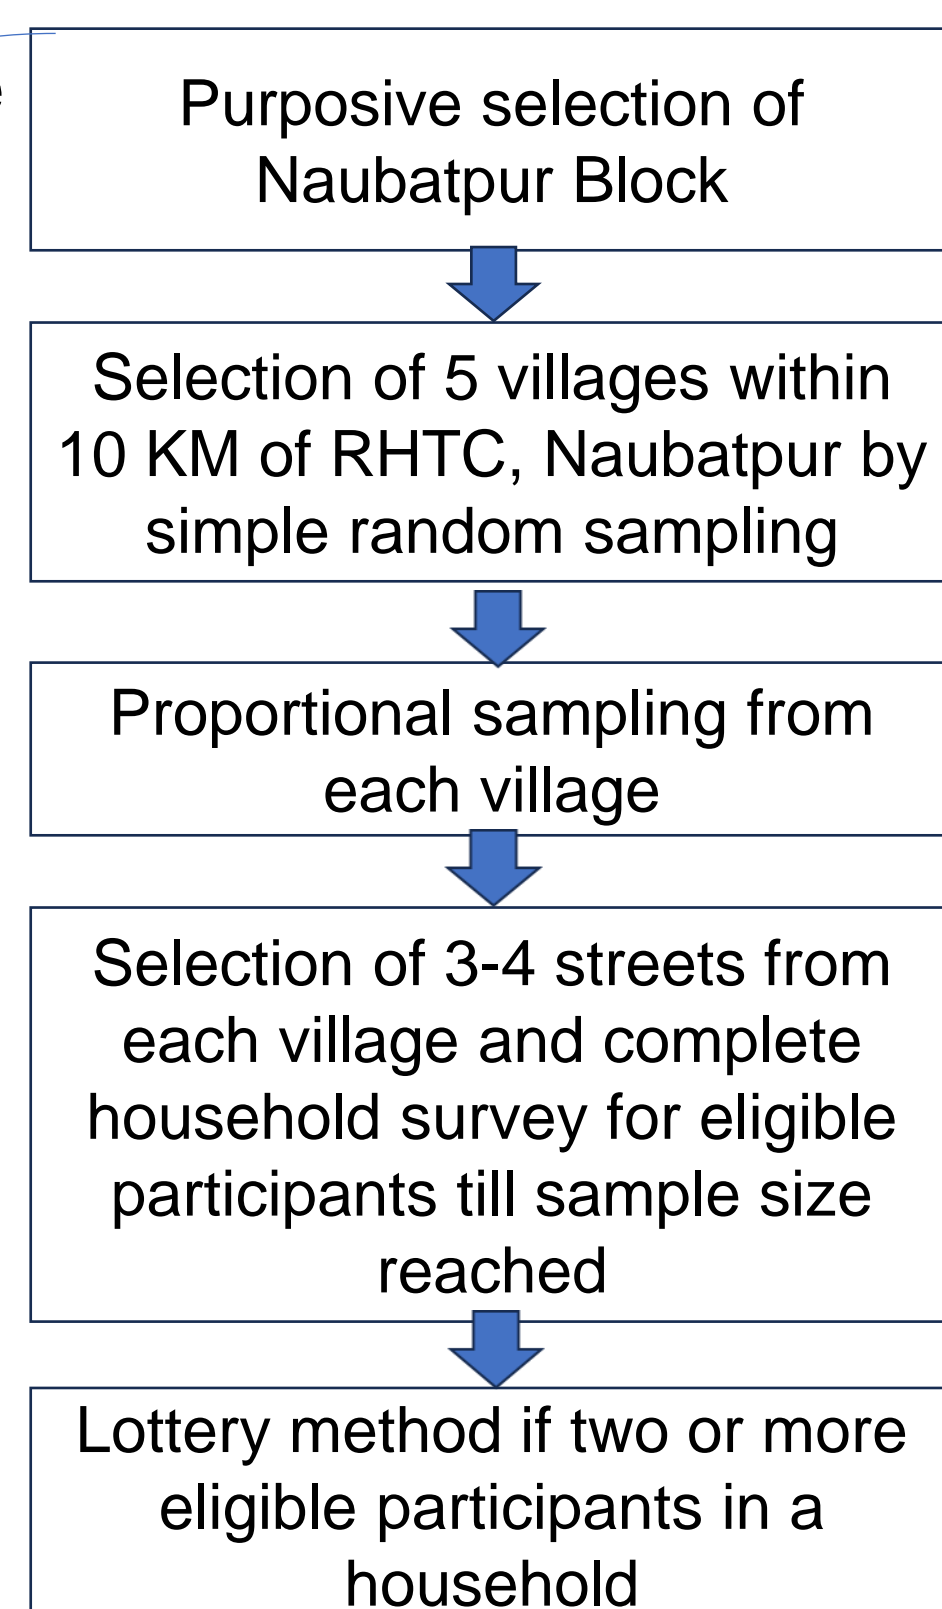 Purposive selection of
Naubatpur Block
Selection of 5 villages within
10 KM of RHTC, Naubatpur by
simple random sampling
Proportional sampling from
each village
Selection of 3-4 streets from
each village and complete
household survey for eligible
participants till sample size
reached
Lottery method if two or more
eligible participants in a
household